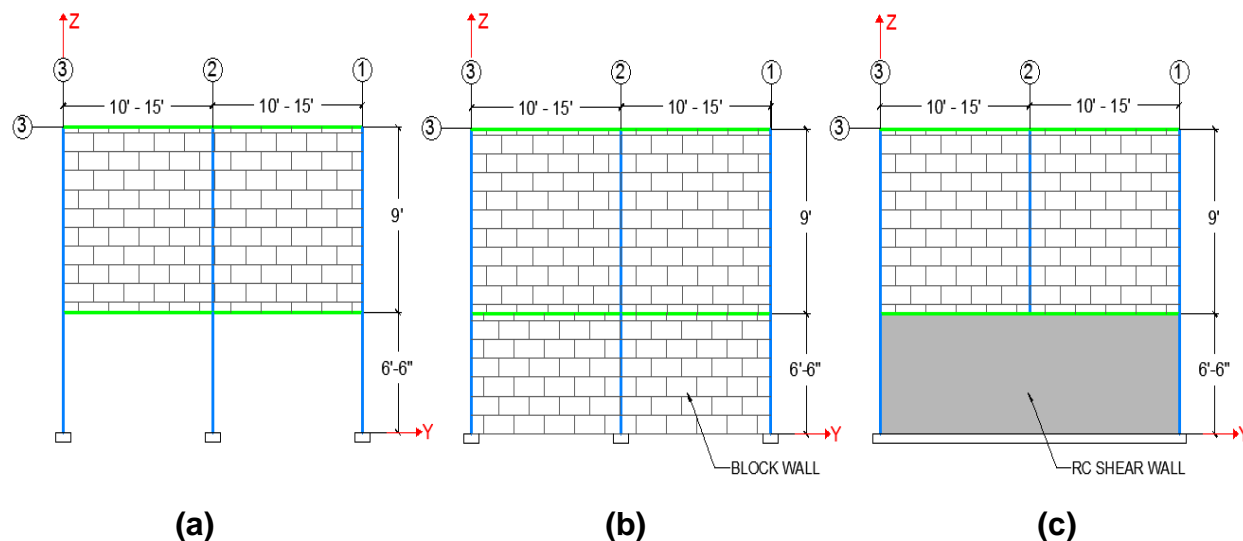 Z
3
2
1
10' - 15'
10' - 15'
3
9'
6'-6"
Y
(a)
Z
3
2
1
10' - 15'
10' - 15'
3
9'
6'-6"
Y
BLOCK WALL
(b)
Z
3
2
1
10' - 15'
10' - 15'
3
9'
6'-6"
Y
RC SHEAR WALL
(c)